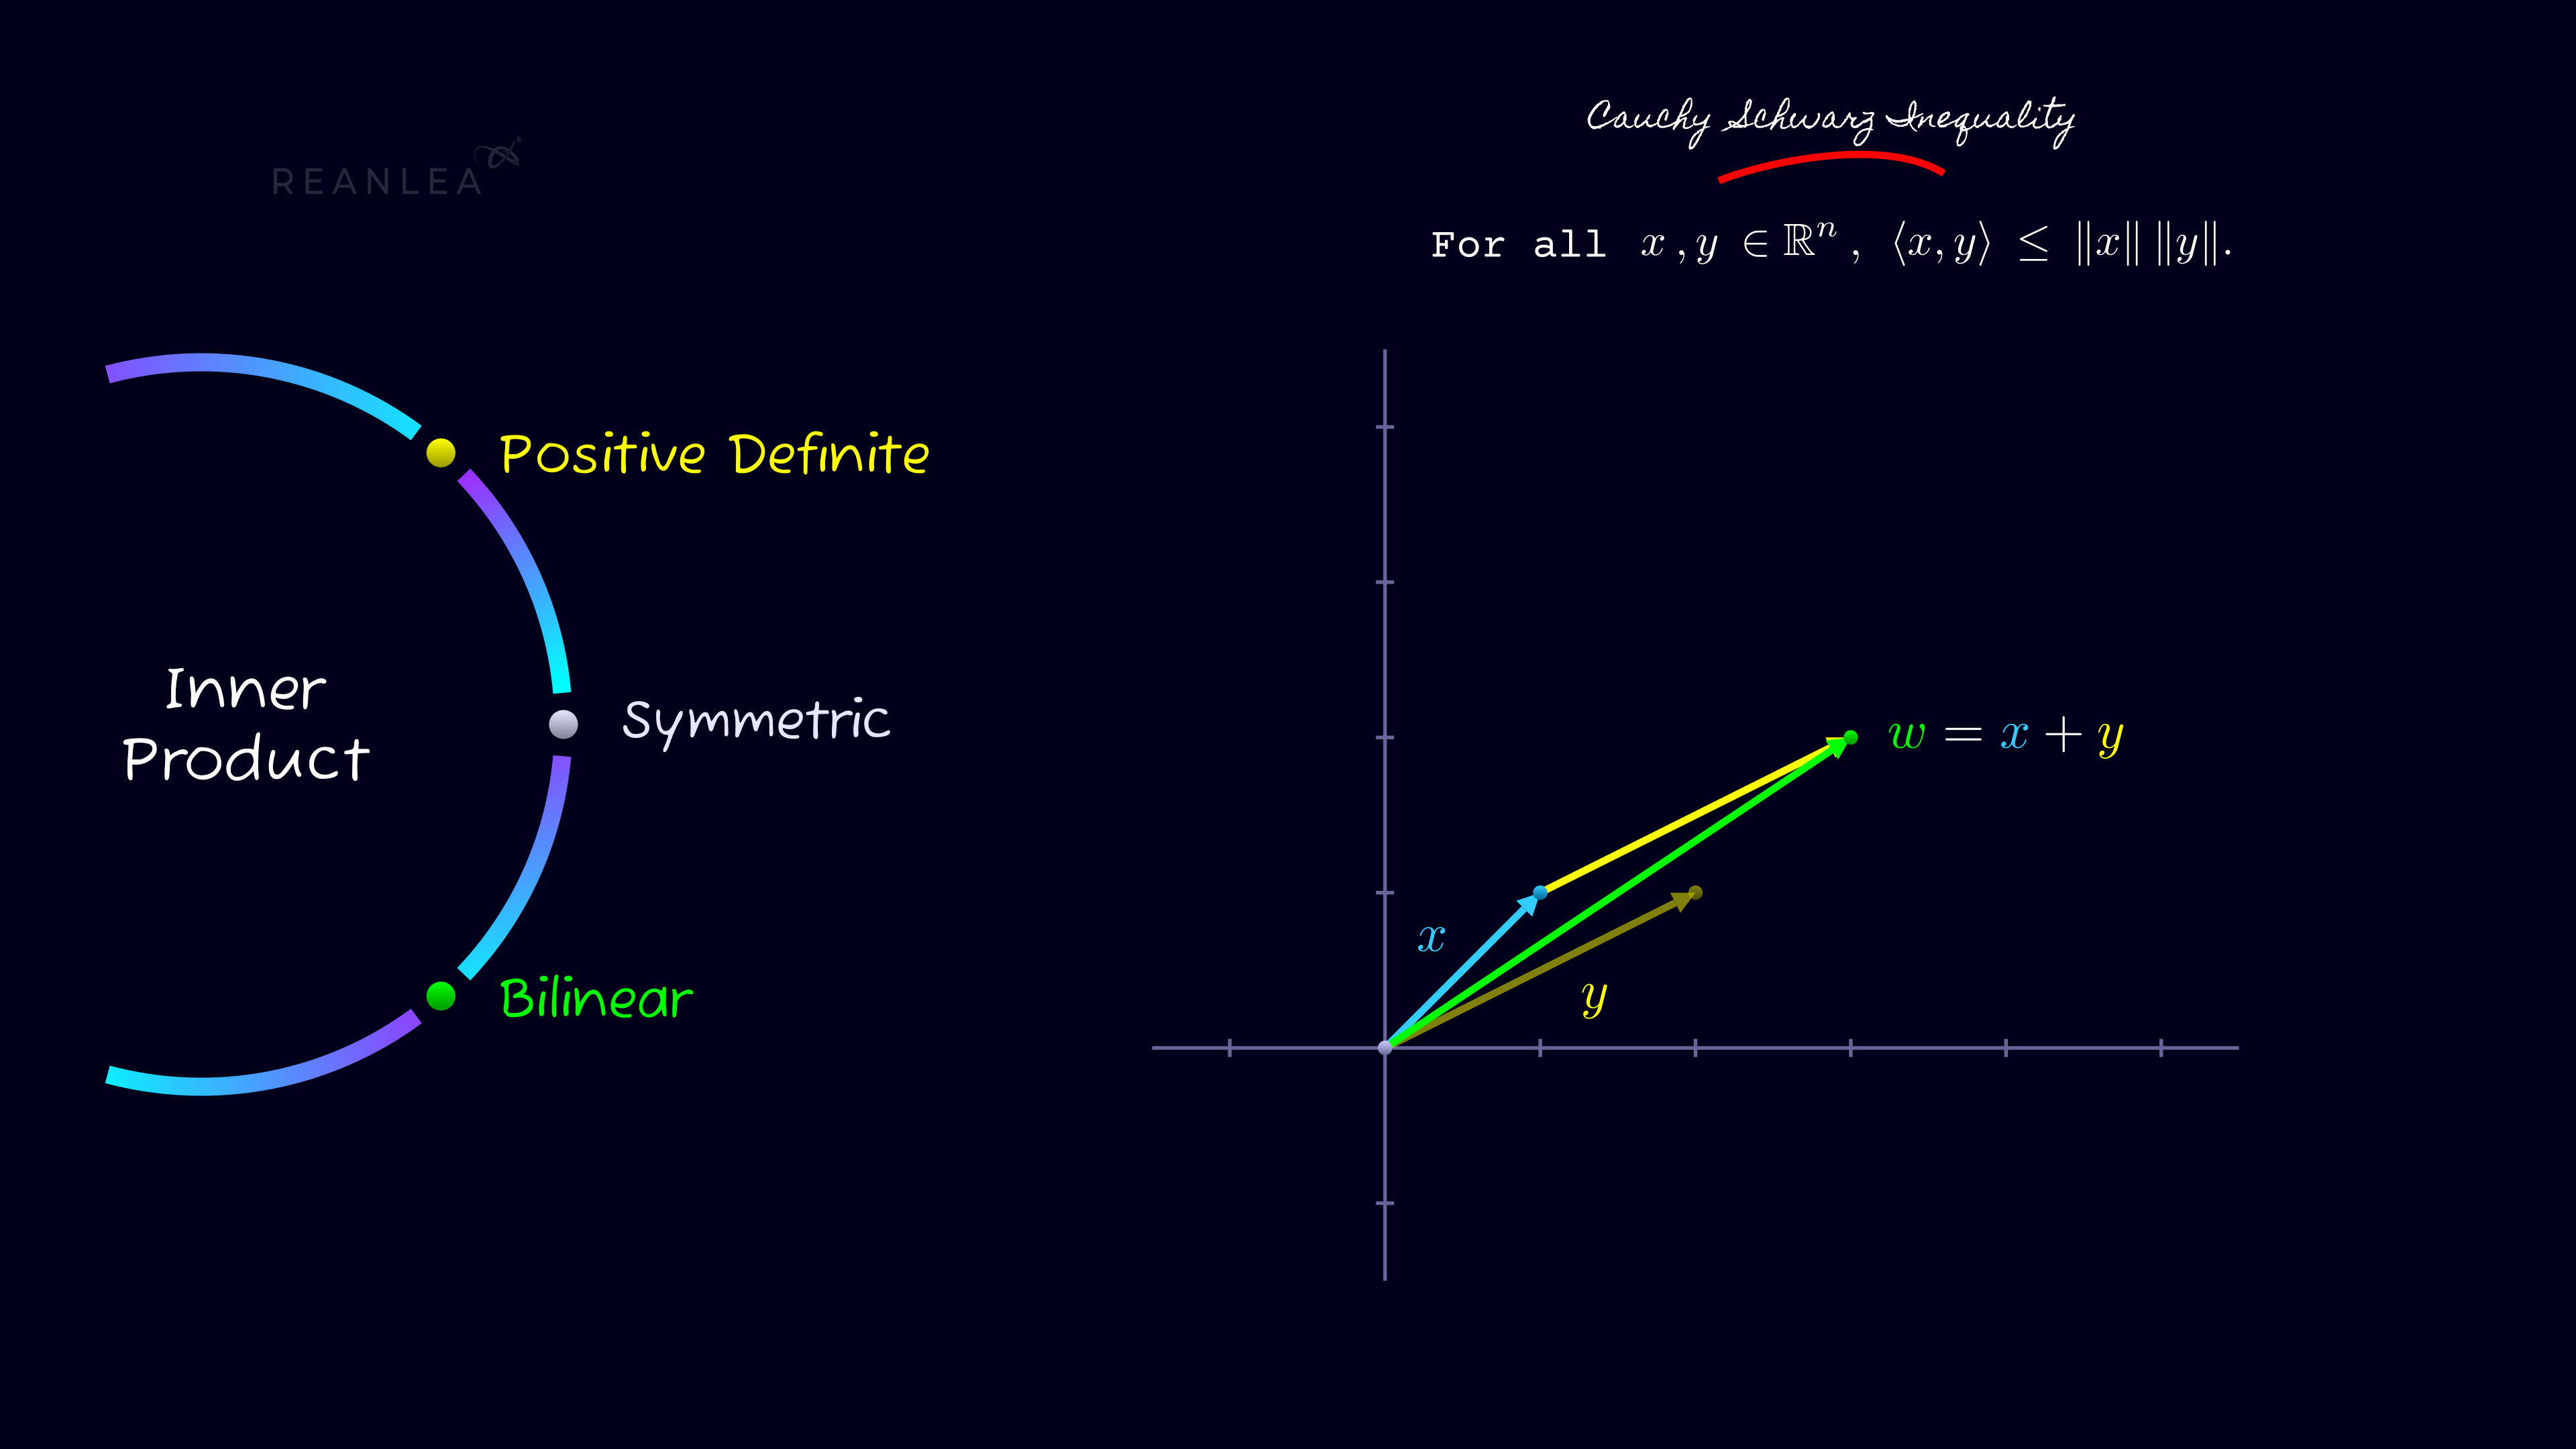 REANLEA
Cauchy Schwarz Inequality
For all x , y ∈ ℝⁿ , ⟨x, y⟩ ≤ ‖x‖ ‖y‖.
Positive Definite
Symmetric
Bilinear
Inner
Product
w = x + y
x
y